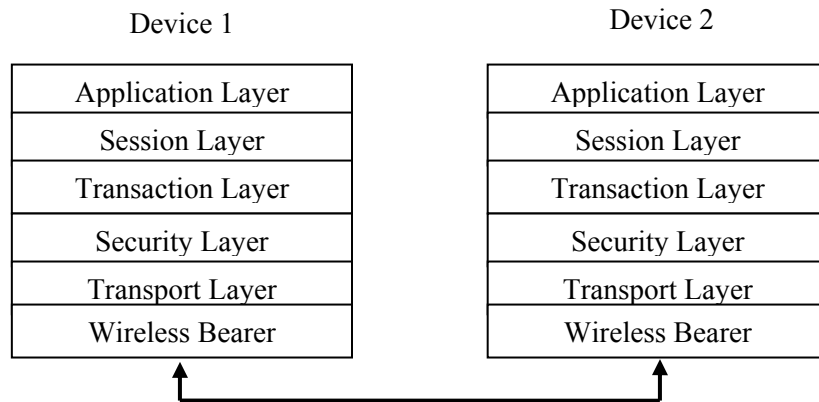 Device 1
Application Layer
Session Layer
Transaction Layer
Security Layer
Transport Layer
Wireless Bearer
Device 2
Application Layer
Session Layer
Transaction Layer
Security Layer
Transport Layer
Wireless Bearer